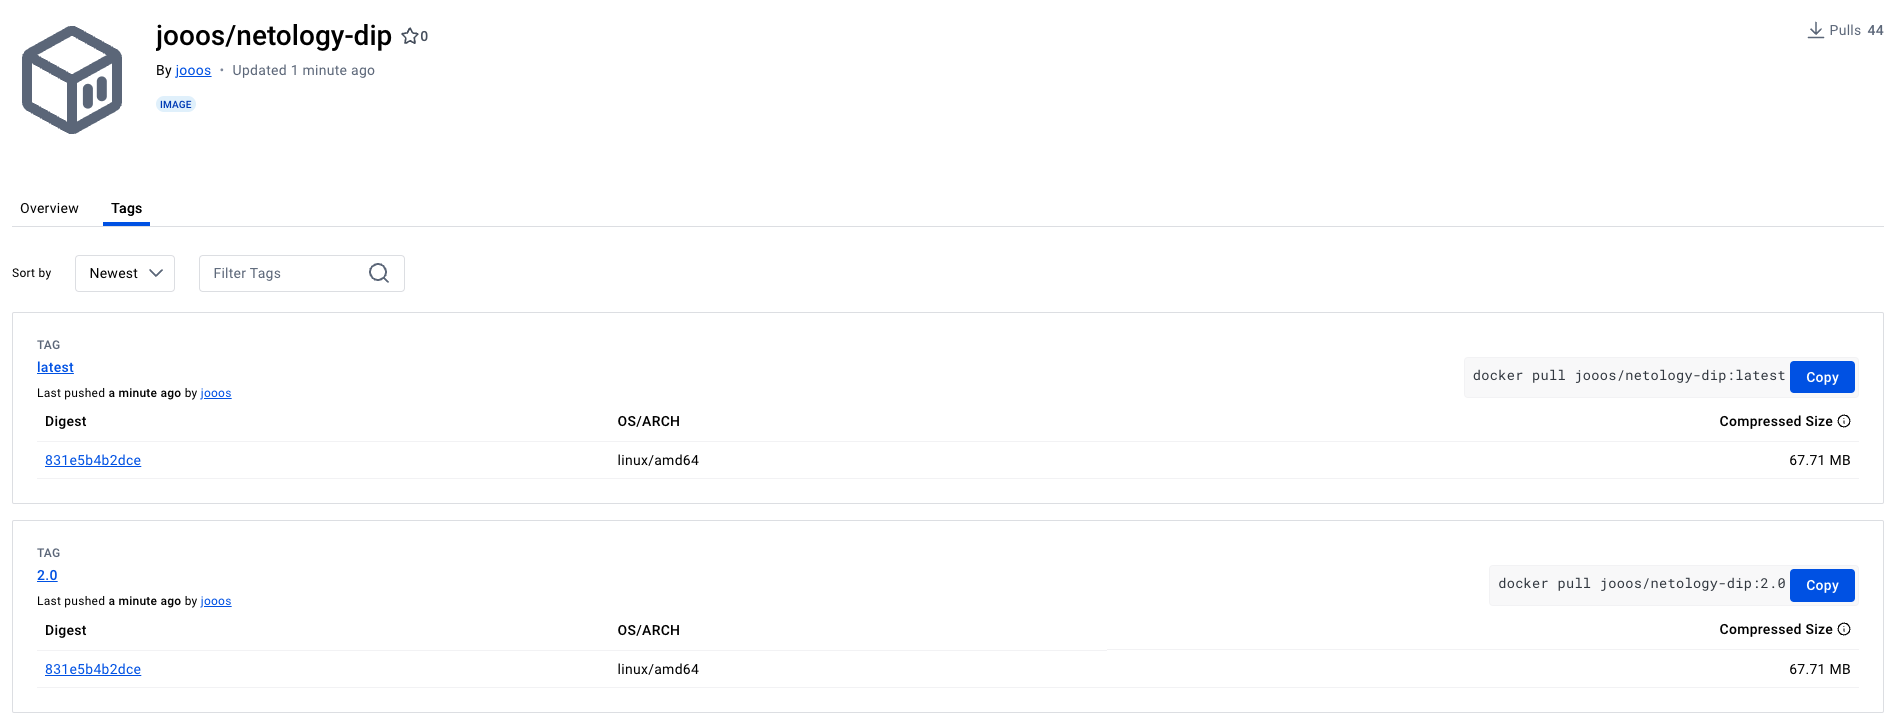 jooos/netology-dip 0
Pulls 44
By jooos · Updated 1 minute ago
IMAGE
Overview Tags
Sort by Newest Filter Tags
TAG
latest
docker pull jooos/netology-dip:latest Copy
Last pushed a minute ago by jooos
Digest OS/ARCH Compressed Size
831e5b4b2dce linux/amd64 67.71 MB
TAG
2.0
docker pull jooos/netology-dip:2.0 Copy
Last pushed a minute ago by jooos
Digest OS/ARCH Compressed Size
831e5b4b2dce linux/amd64 67.71 MB